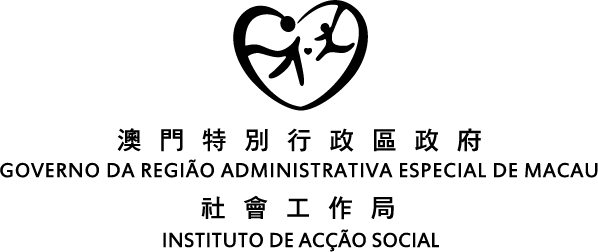 澳門特別行政區政府
GOVERNO DA REGIÃO ADMINISTRATIVA ESPECIAL DE MACAU
社會工作局
INSTITUTO DE ACÇÃO SOCIAL